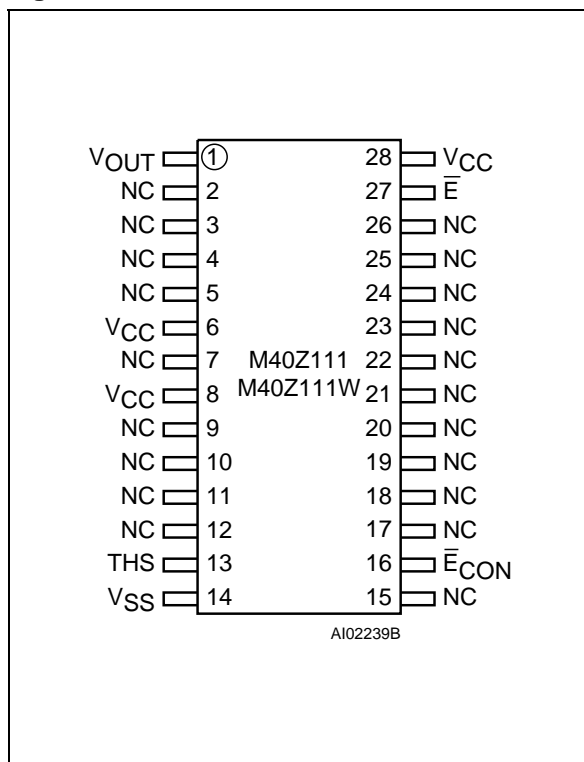 VOUT 1 28 VCC
NC 2 27 E̅
NC 3 26 NC
NC 4 25 NC
NC 5 24 NC
VCC 6 23 NC
NC 7 M40Z111 22 NC
VCC 8 M40Z111W 21 NC
NC 9 20 NC
NC 10 19 NC
NC 11 18 NC
NC 12 17 NC
THS 13 16 E̅CON
VSS 14 15 NC
AI02239B